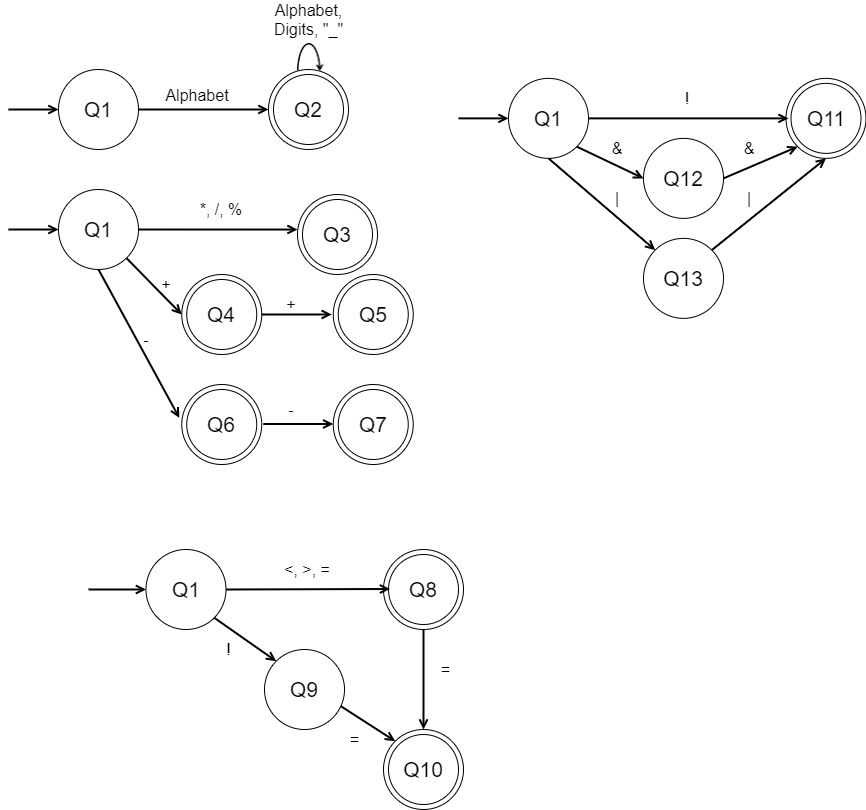 Alphabet,
Digits, "_"
Q1
Alphabet
Q2
Q1
*, /, %
Q3
+
Q4
+
Q5
-
Q6
-
Q7
Q1
!
Q11
&
Q12
&
|
Q13
|
Q1
<, >, =
Q8
!
Q9
=
=
Q10